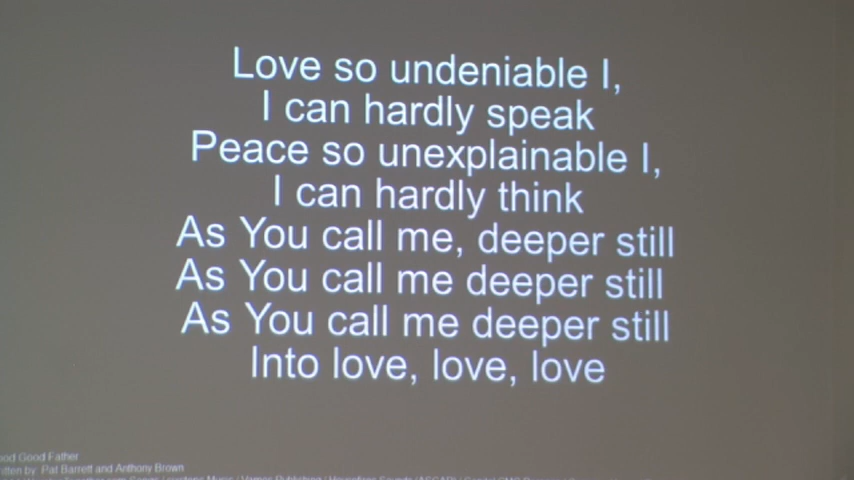 Love so undeniable I,
I can hardly speak
Peace so unexplainable I,
I can hardly think
As You call me, deeper still
As You call me deeper still
As You call me deeper still
Into love, love, love
Good Father
by: Pat Barrett and Anthony Brown